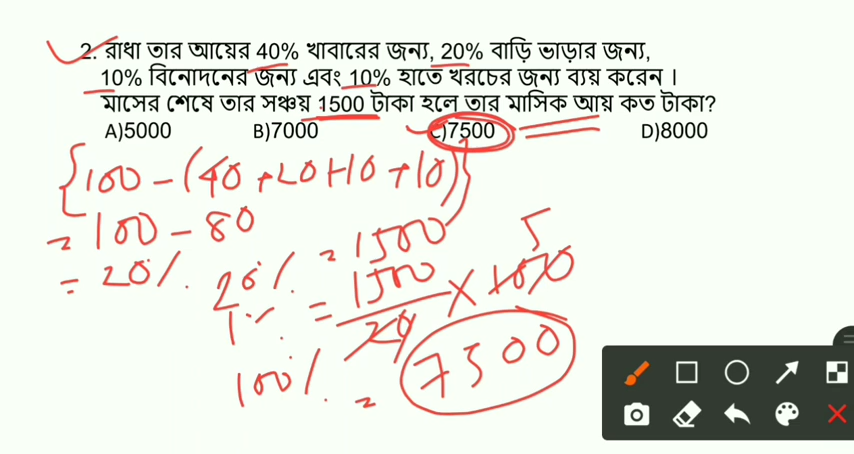 2. রাধা তার আয়ের 40% খাবারের জন্য, 20% বাড়ি ভাড়ার জন্য,
10% বিনোদনের জন্য এবং 10% হাতে খরচের জন্য ব্যয় করেন ।
মাসের শেষে তার সঞ্চয় 1500 টাকা হলে তার মাসিক আয় কত টাকা?
A)5000 B)7000 C)7500 D)8000
{100 - (40 + 20 + 10 + 10)}
= 100 - 80
= 20%.
20% = 1500
1% = 1500/20 × 100 5
100% = 7500